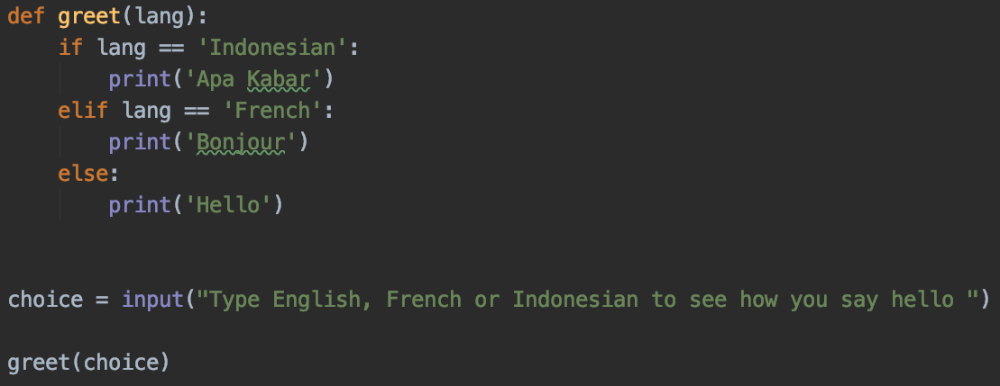 def greet(lang):
    if lang == 'Indonesian':
        print('Apa Kabar')
    elif lang == 'French':
        print('Bonjour')
    else:
        print('Hello')
choice = input("Type English, French or Indonesian to see how you say hello ")
greet(choice)